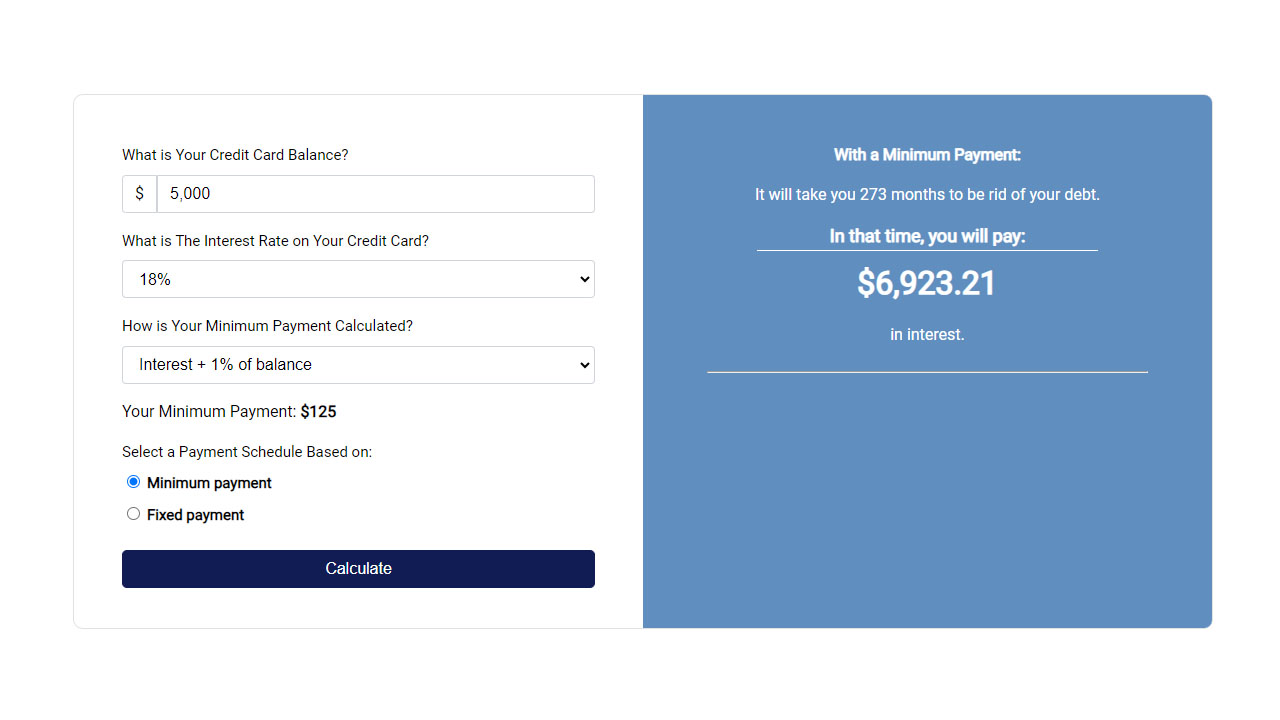 What is Your Credit Card Balance?
$ 5,000
What is The Interest Rate on Your Credit Card?
18%
How is Your Minimum Payment Calculated?
Interest + 1% of balance
Your Minimum Payment: $125
Select a Payment Schedule Based on:
Minimum payment
Fixed payment
Calculate
With a Minimum Payment:
It will take you 273 months to be rid of your debt.
In that time, you will pay:
$6,923.21
in interest.